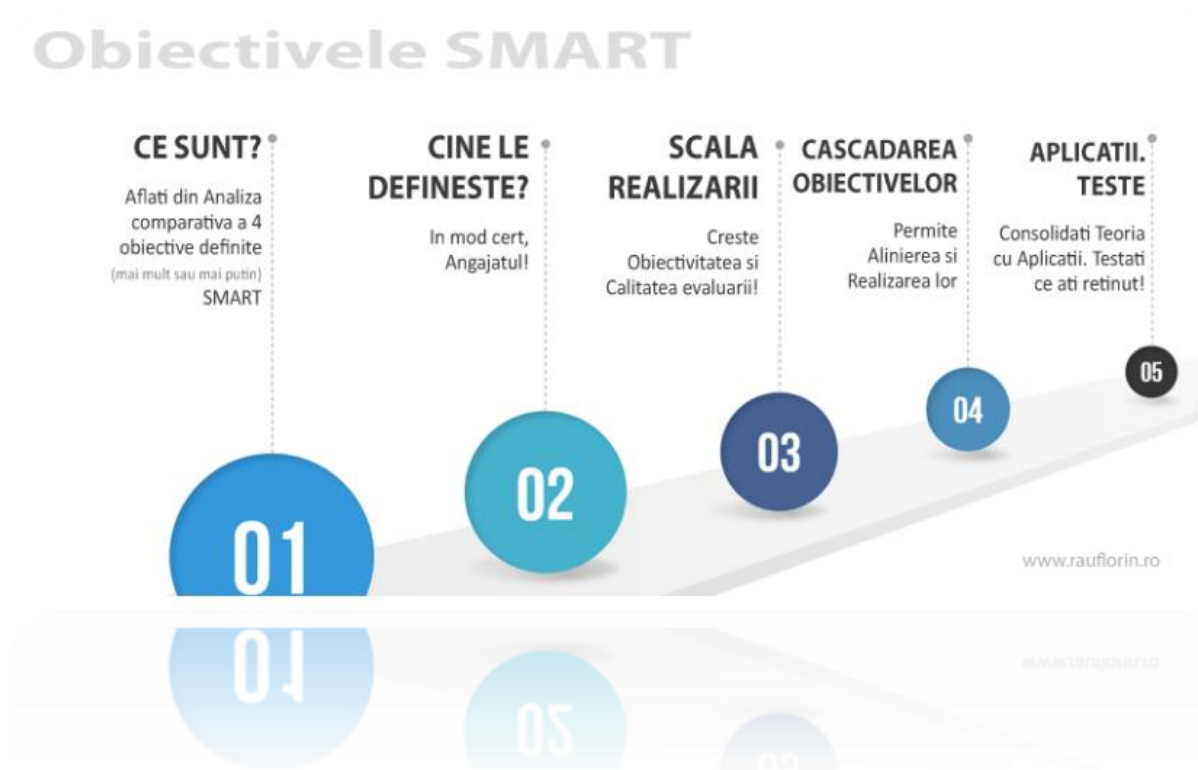 Obiectivele SMART
CE SUNT?
Aflati din Analiza
comparativa a 4
obiective definite
(mai mult sau mai putin)
SMART
CINE LE
DEFINESTE?
In mod cert,
Angajatul!
SCALA
REALIZARII
Creste
Obiectivitatea si
Calitatea evaluarii!
CASCADAREA
OBIECTIVELOR
Permite
Alinierea si
Realizarea lor
APLICATII.
TESTE
Consolidati Teoria
cu Aplicatii. Testati
ce ati retinut!
01
02
03
04
05
www.rauflorin.ro